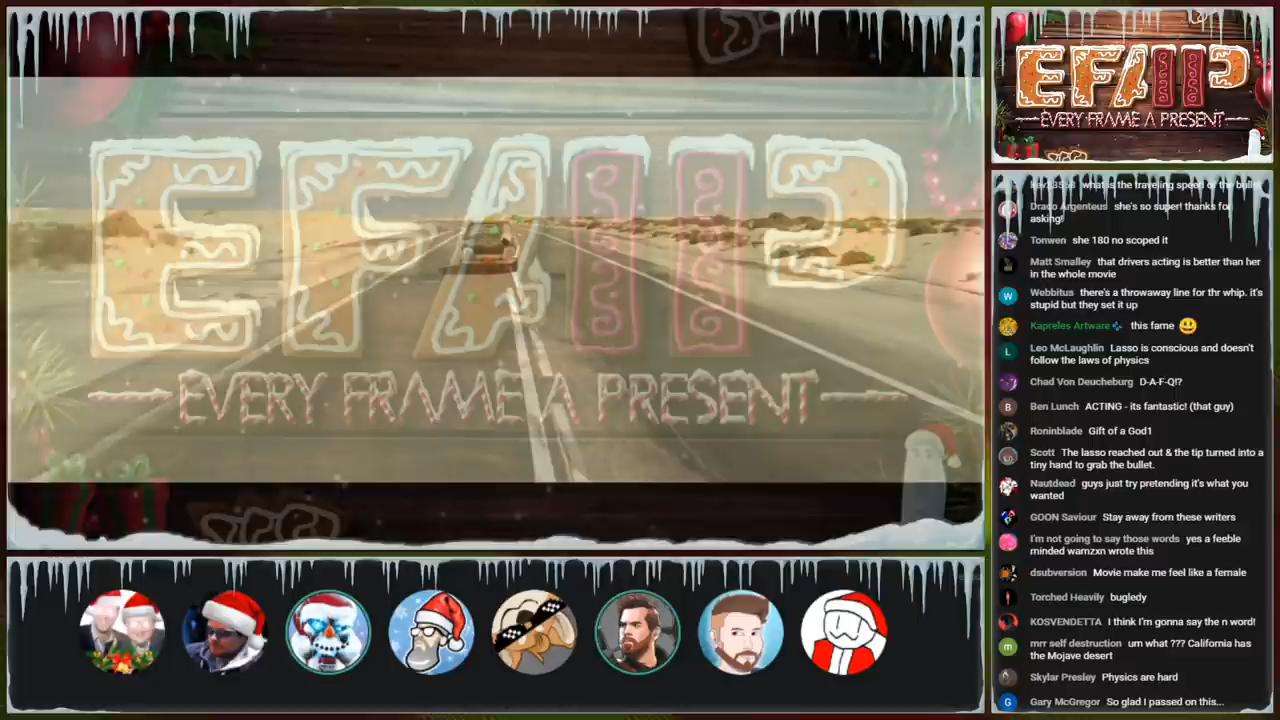 EFAP
EVERY FRAME A PRESENT
EFAP
EVERY FRAME A PRESENT
what is the traveling speed of the bullet
Draco Argenteus she's so super! thanks for
asking!
Tonwen she 180 no scoped it
Matt Smalley that drivers acting is better than her
in the whole movie
W
Webbitus there's a throwaway line for thr whip. it's
stupid but they set it up
Kapreles Artware this fame
L
Leo McLaughlin Lasso is conscious and doesn't
follow the laws of physics
Chad Von Deucheburg D-A-F-Q!?
B
Ben Lunch ACTING - its fantastic! (that guy)
Roninblade Gift of a God1
Scott The lasso reached out & the tip turned into a
tiny hand to grab the bullet.
Nautdead guys just try pretending it's what you
wanted
GOON Saviour Stay away from these writers
I'm not going to say those words yes a feeble
minded wamzxn wrote this
dsubversion Movie make me feel like a female
Torched Heavily bugledy
KOSVENDETTA I think I'm gonna say the n word!
m
mrr self destruction um what ??? California has
the Mojave desert
Skylar Presley Physics are hard
G
Gary McGregor So glad I passed on this...